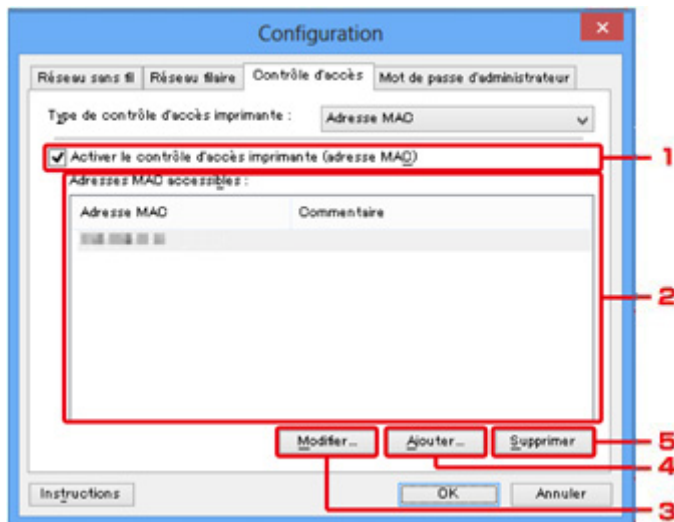 Configuration
Réseau sans fil Réseau filaire Contrôle d'accès Mot de passe d'administrateur
Type de contrôle d'accès imprimante : Adresse MAC
Activer le contrôle d'accès imprimante (adresse MAC) 1
Adresses MAC accessibles :
Adresse MAC Commentaire
2
Modifier... Ajouter... Supprimer 5
4
Instructions OK Annuler
3